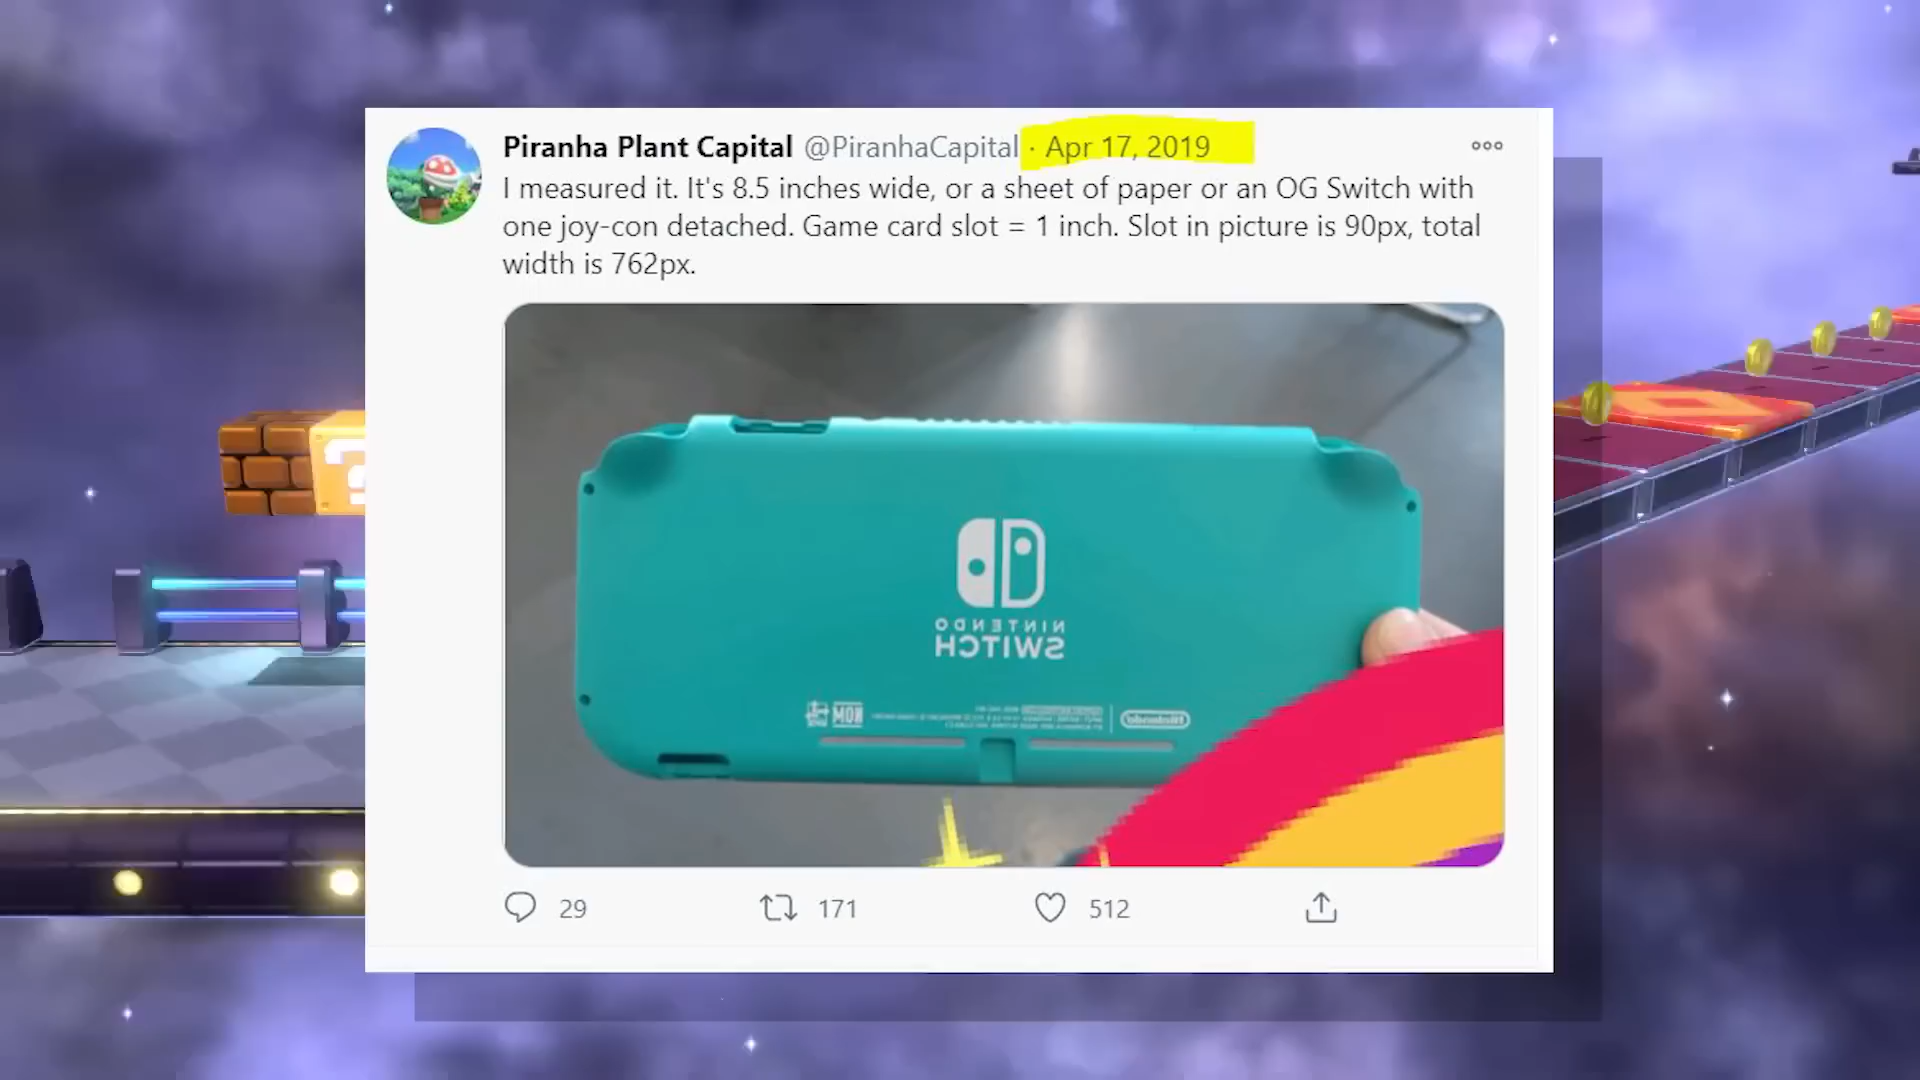 Piranha Plant Capital @PiranhaCapital · Apr 17, 2019
I measured it. It's 8.5 inches wide, or a sheet of paper or an OG Switch with
one joy-con detached. Game card slot = 1 inch. Slot in picture is 90px, total
width is 762px.
NINTENDO
SWITCH
Nintendo
29
171
512